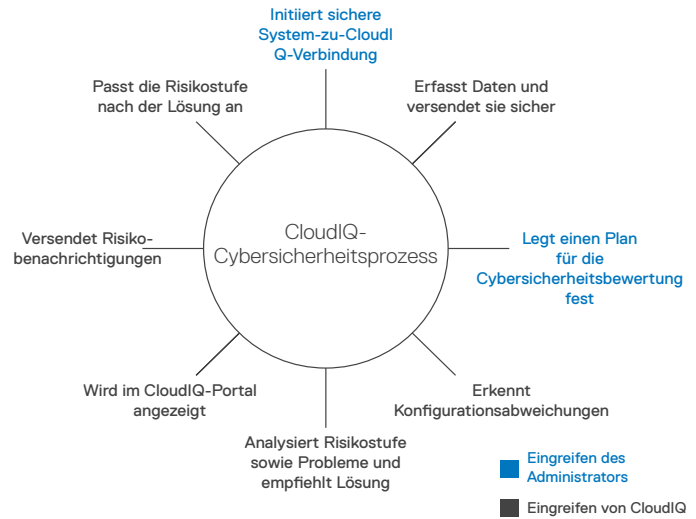 Initiiert sichere
System-zu-CloudI
Q-Verbindung
Erfasst Daten und
versendet sie sicher
Legt einen Plan
für die
Cybersicherheitsbewertung
fest
Erkennt
Konfigurationsabweichungen
Analysiert Risikostufe
sowie Probleme und
empfiehlt Lösung
Wird im CloudIQ-Portal
angezeigt
Versendet Risiko-
benachrichtigungen
Passt die Risikostufe
nach der Lösung an
CloudIQ-
Cybersicherheitsprozess
Eingreifen des
Administrators
Eingreifen von CloudIQ